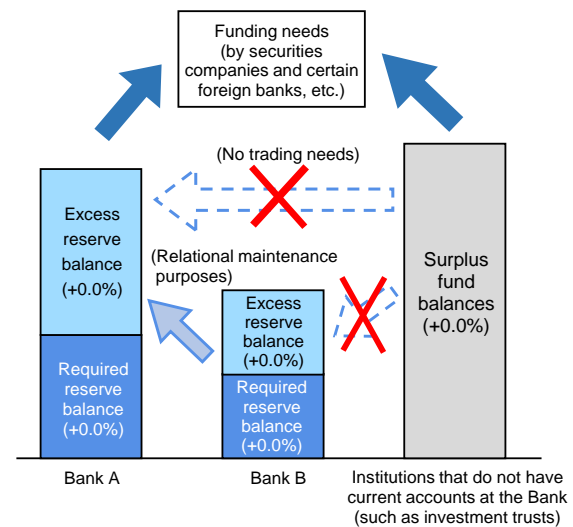 Funding needs
(by securities
companies and certain
foreign banks, etc.)
(No trading needs)
Excess
reserve
balance
(+0.0%)
(Relational maintenance
purposes)
Surplus
fund
balances
(+0.0%)
Excess
reserve
balance
(+0.0%)
Required
reserve
balance
(+0.0%)
Required
reserve
balance
(+0.0%)
Bank A
Bank B
Institutions that do not have
current accounts at the Bank
(such as investment trusts)